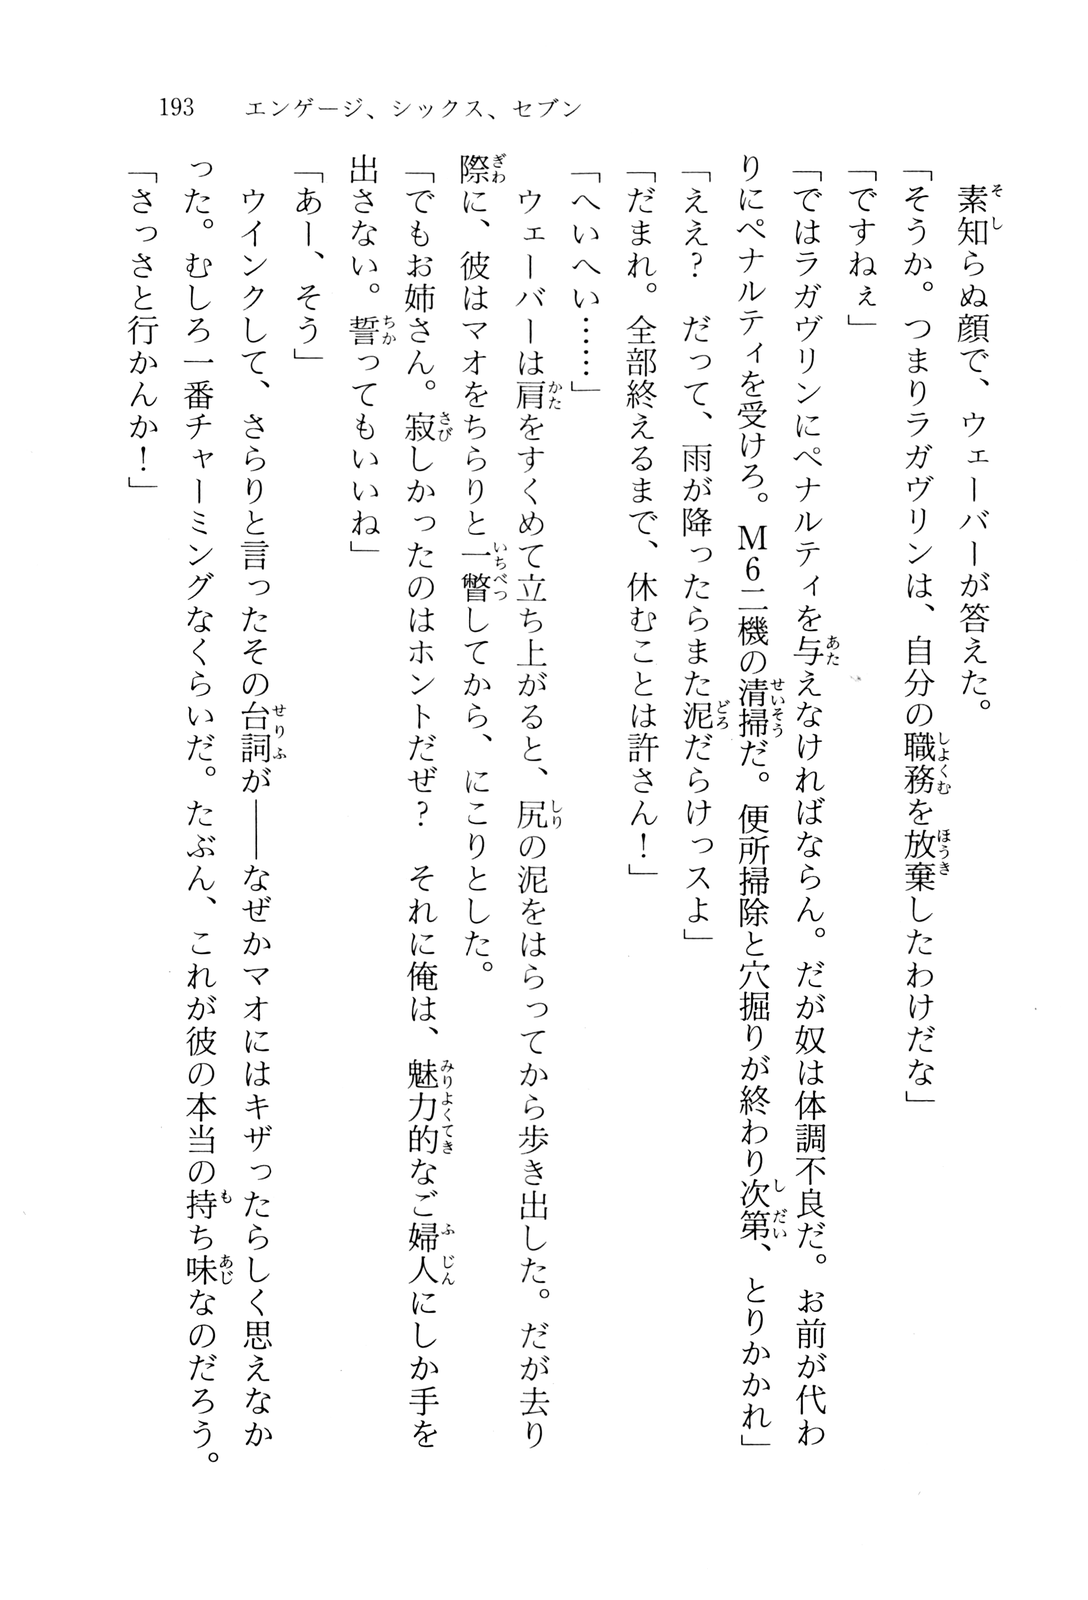 193　エンゲージ、シックス、セブン
　素知らぬ顔で、ウェーバーが答えた。
「そうか。つまりラガヴリンは、自分の職務を放棄したわけだな」
「ですねぇ」
「ではラガヴリンにペナルティを与えなければならん。だが奴は体調不良だ。お前が代わ
りにペナルティを受けろ。M6二機の清掃だ。便所掃除と穴掘りが終わり次第、とりかかれ」
「ええ？　だって、雨が降ったらまた泥だらけっスよ」
「だまれ。全部終えるまで、休むことは許さん！」
「へいへい……」
　ウェーバーは肩をすくめて立ち上がると、尻の泥をはらってから歩き出した。だが去り
際に、彼はマオをちらりと一瞥してから、にこりとした。
「でもお姉さん。寂しかったのはホントだぜ？　それに俺は、魅力的なご婦人にしか手を
出さない。誓ってもいいね」
「あー、そう」
　ウインクして、さらりと言ったその台詞が――なぜかマオにはキザったらしく思えなか
った。むしろ一番チャーミングなくらいだ。たぶん、これが彼の本当の持ち味なのだろう。
「さっさと行かんか！」